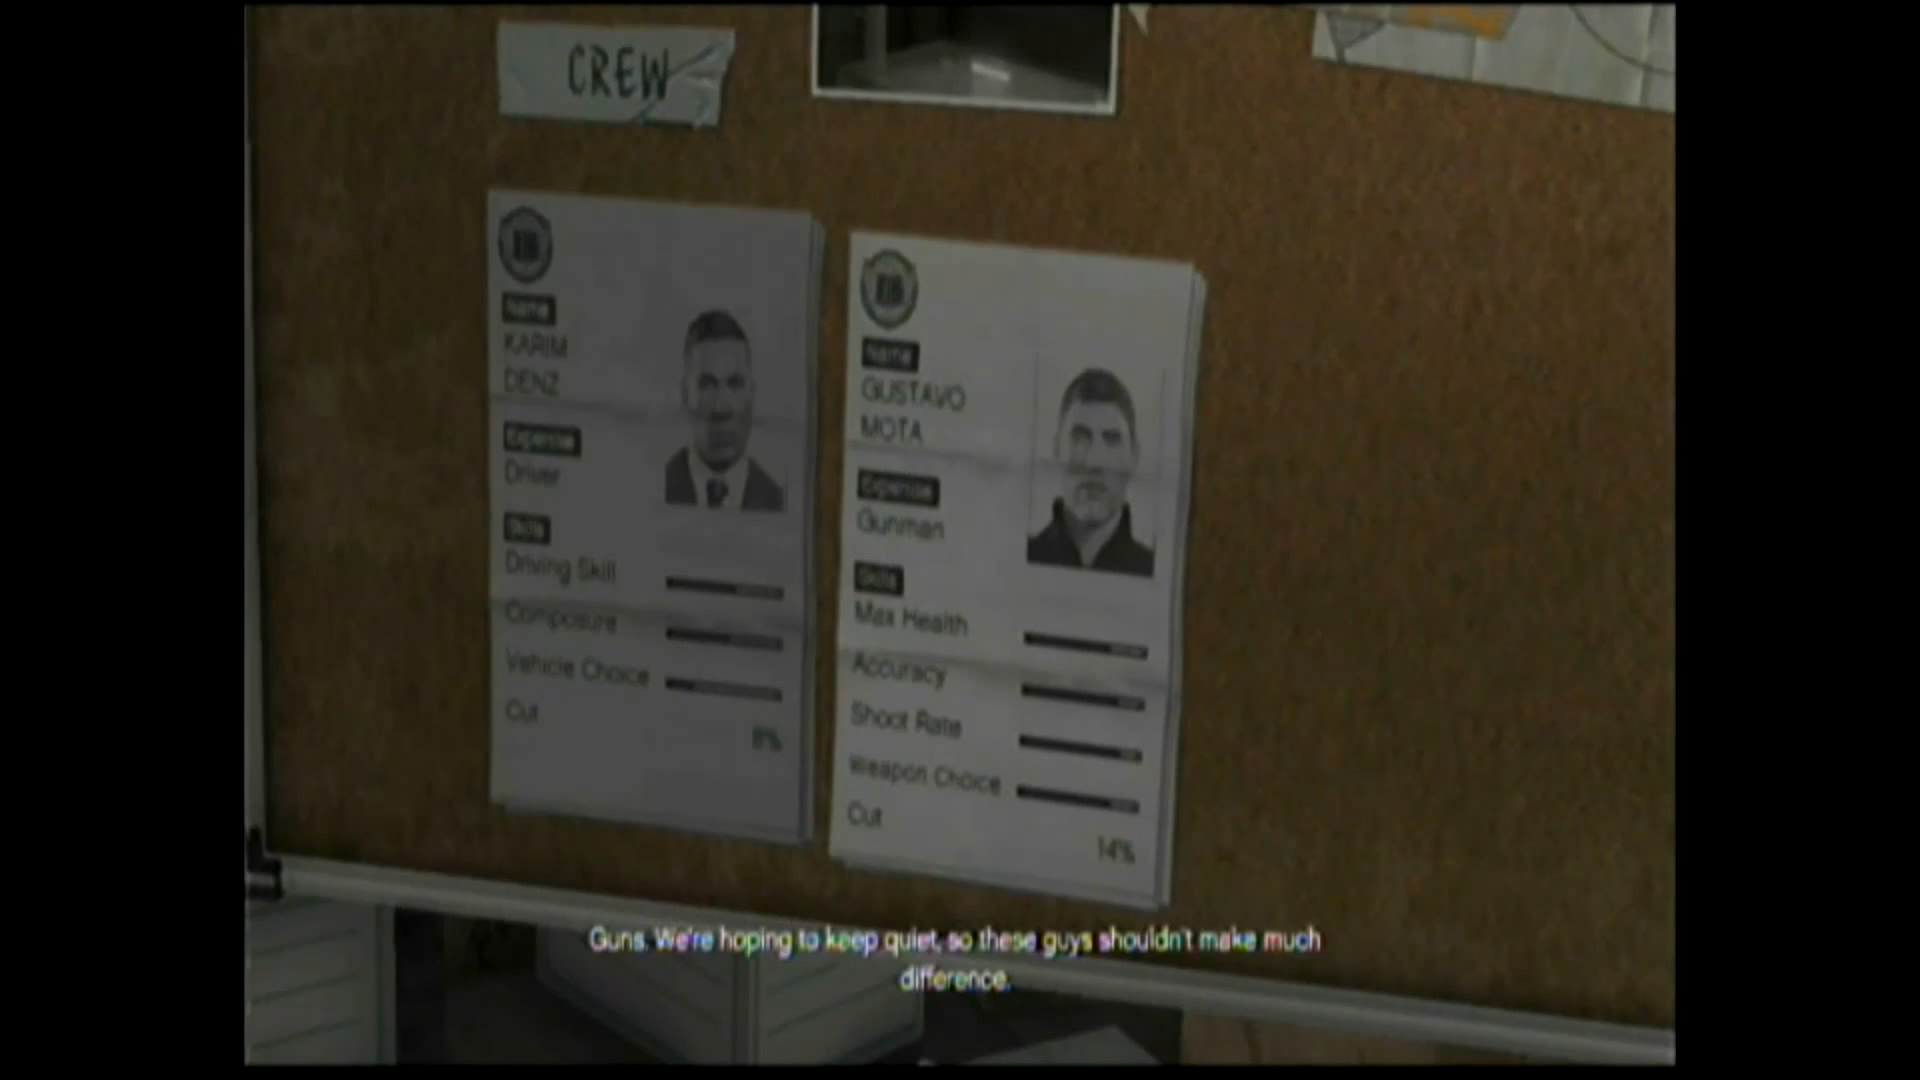 CREW
Name
KARIM
DENZ
Expertise
Driver
Skills
Driving Skill
Composure
Vehicle Choice
Cut
8%
Name
GUSTAVO
MOTA
Expertise
Gunman
Skills
Max Health
Accuracy
Shoot Rate
Weapon Choice
Cut
14%
Guns. We're hoping to keep quiet, so these guys shouldn't make much
difference.